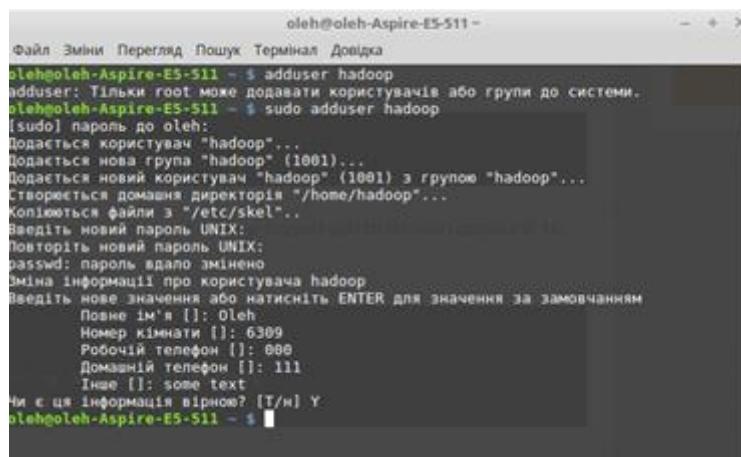 oleh@oleh-Aspire-E5-511 ~
Файл Зміни Перегляд Пошук Термінал Довідка
oleh@oleh-Aspire-E5-511 ~ $ adduser hadoop
adduser: Тільки root може додавати користувачів або групи до системи.
oleh@oleh-Aspire-E5-511 ~ $ sudo adduser hadoop
[sudo] пароль до oleh:
Додається користувач "hadoop"...
Додається нова група "hadoop" (1001)...
Додається новий користувач "hadoop" (1001) з групою "hadoop"...
Створюється домашня директорія "/home/hadoop"...
Копіюються файли з "/etc/skel"..
Введіть новий пароль UNIX:
Повторіть новий пароль UNIX:
passwd: пароль вдало змінено
Зміна інформації про користувача hadoop
Введіть нове значення або натисніть ENTER для значення за замовчанням
Повне ім'я []: Oleh
Номер кімнати []: 6309
Робочій телефон []: 000
Домашній телефон []: 111
Інше []: some text
Чи є ця інформація вірною? [Т/н] Y
oleh@oleh-Aspire-E5-511 ~ $